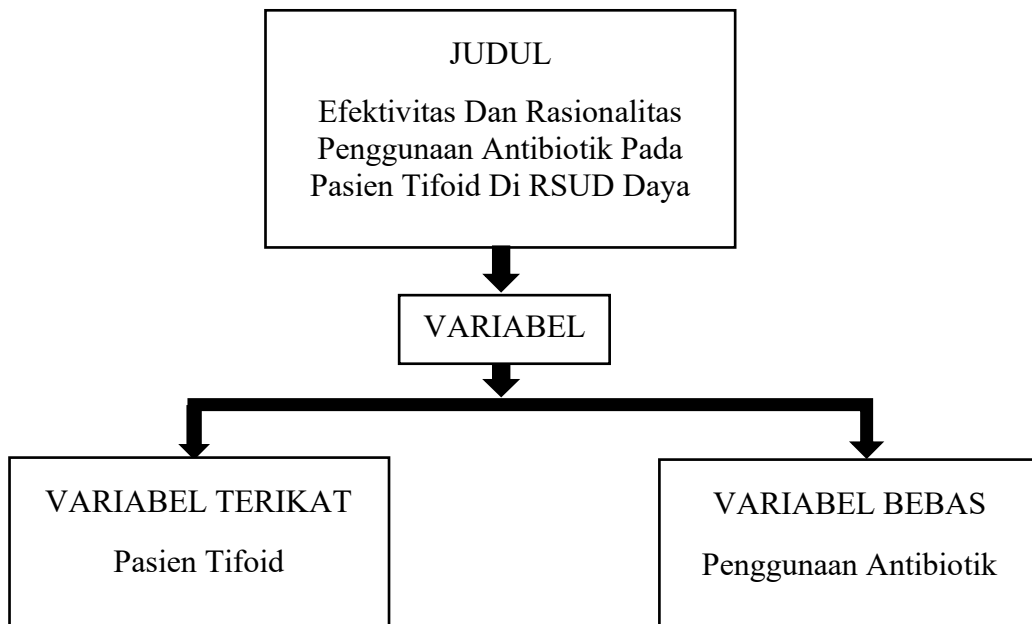 JUDUL
Efektivitas Dan Rasionalitas
Penggunaan Antibiotik Pada
Pasien Tifoid Di RSUD Daya
VARIABEL
VARIABEL TERIKAT
Pasien Tifoid
VARIABEL BEBAS
Penggunaan Antibiotik